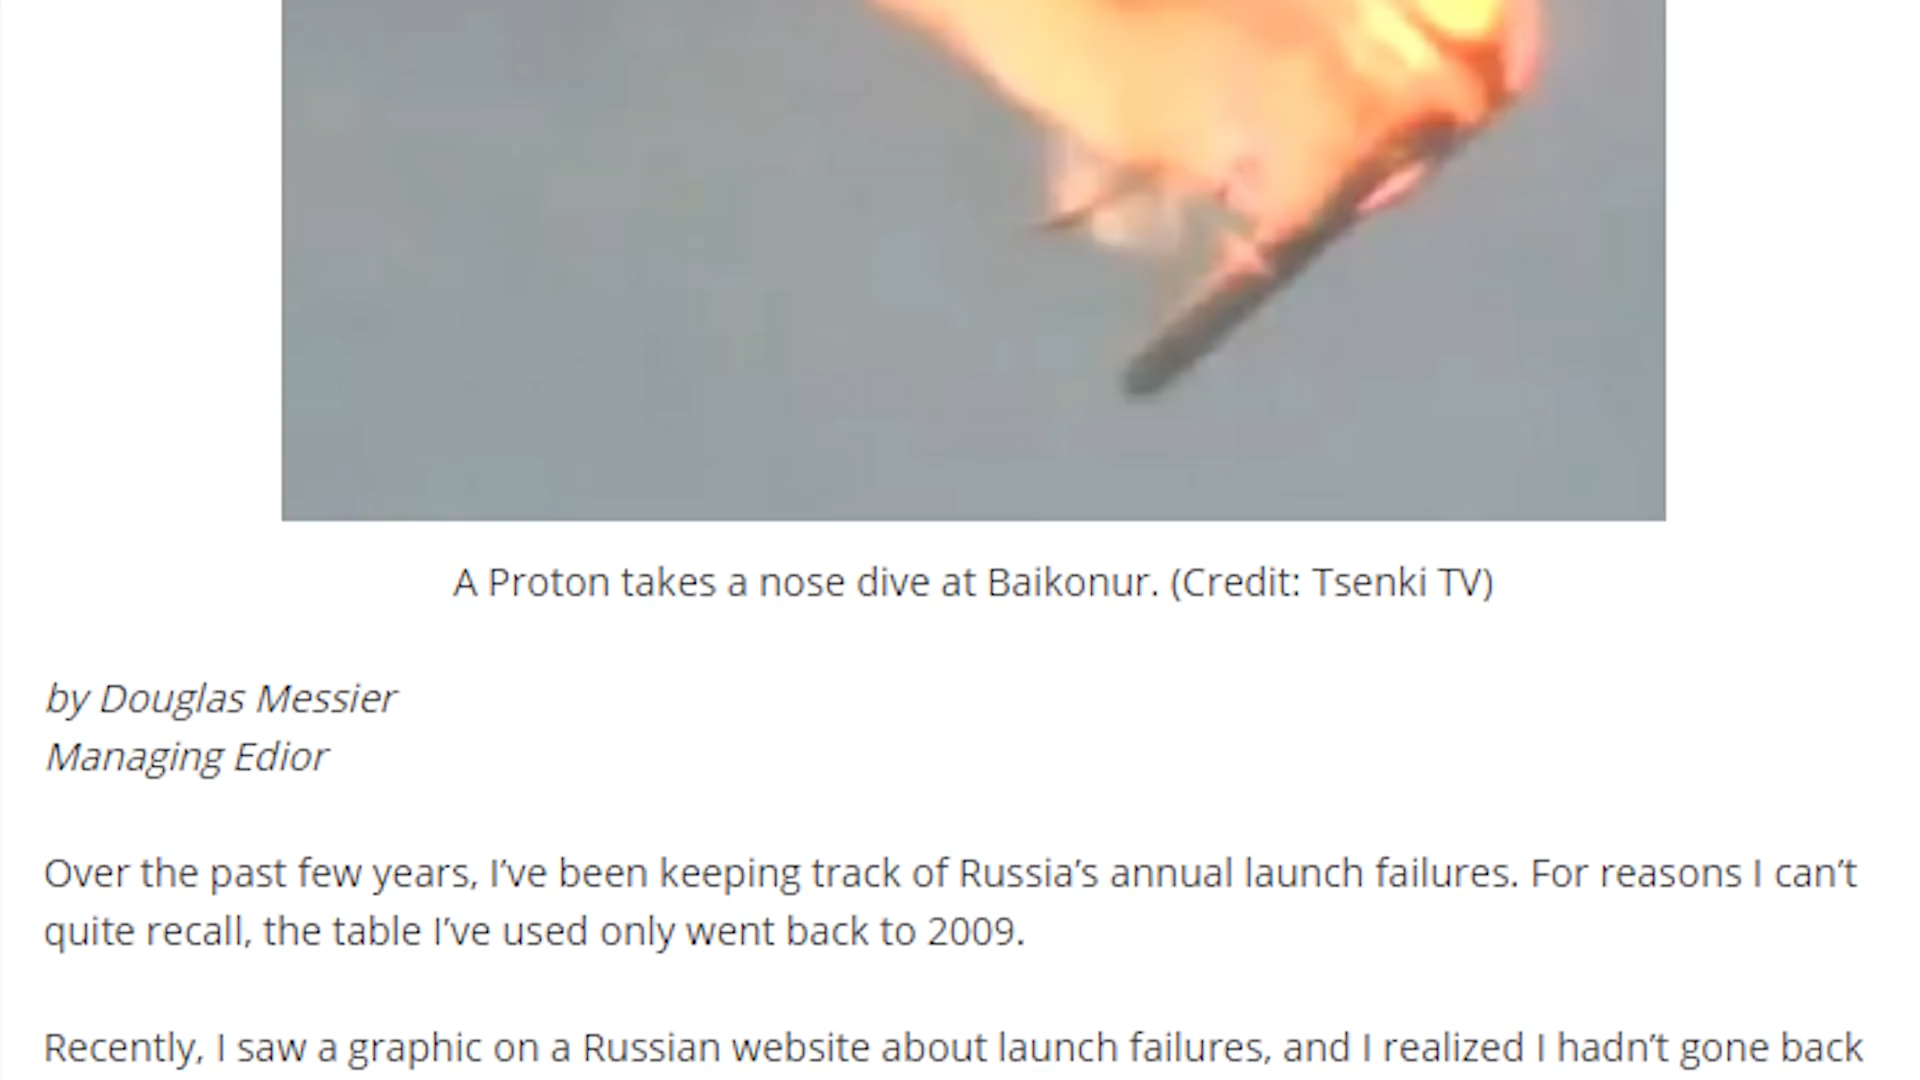 A Proton takes a nose dive at Baikonur. (Credit: Tsenki TV)
by Douglas Messier
Managing Edior
Over the past few years, I’ve been keeping track of Russia’s annual launch failures. For reasons I can’t
quite recall, the table I’ve used only went back to 2009.
Recently, I saw a graphic on a Russian website about launch failures, and I realized I hadn’t gone back